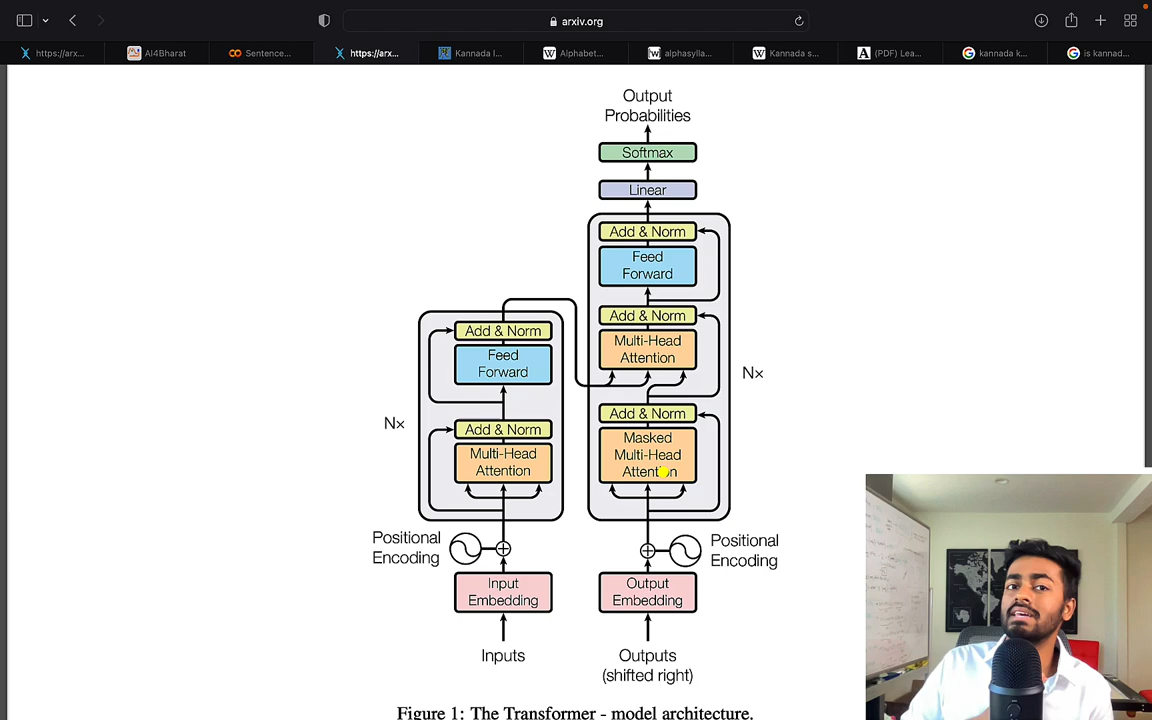 arxiv.org
https://arx...
AI4Bharat
Sentence...
https://arx...
Kannada l...
Alphabet...
alphasylla...
Kannada s...
(PDF) Lea...
kannada k...
is kannad...
Output
Probabilities
Softmax
Linear
Add & Norm
Feed
Forward
Add & Norm
Multi-Head
Attention
Nx
Add & Norm
Masked
Multi-Head
Attention
Positional
Encoding
Output
Embedding
Outputs
(shifted right)
Add & Norm
Feed
Forward
Nx
Add & Norm
Multi-Head
Attention
Positional
Encoding
Input
Embedding
Inputs
Figure 1: The Transformer - model architecture.